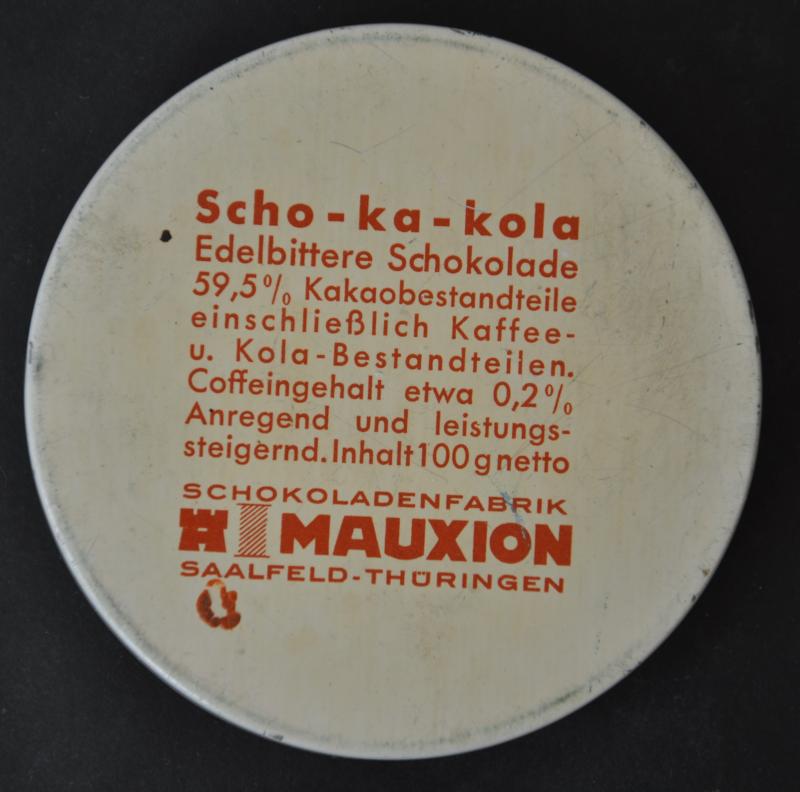 Scho-ka-kola
Edelbittere Schokolade
59,5% Kakaobestandteile
einschließlich Kaffee-
u. Kola-Bestandteilen.
Coffeingehalt etwa 0,2%
Anregend und leistungs-
steigernd. Inhalt 100 g netto
SCHOKOLADENFABRIK
MAUXION
SAALFELD-THÜRINGEN